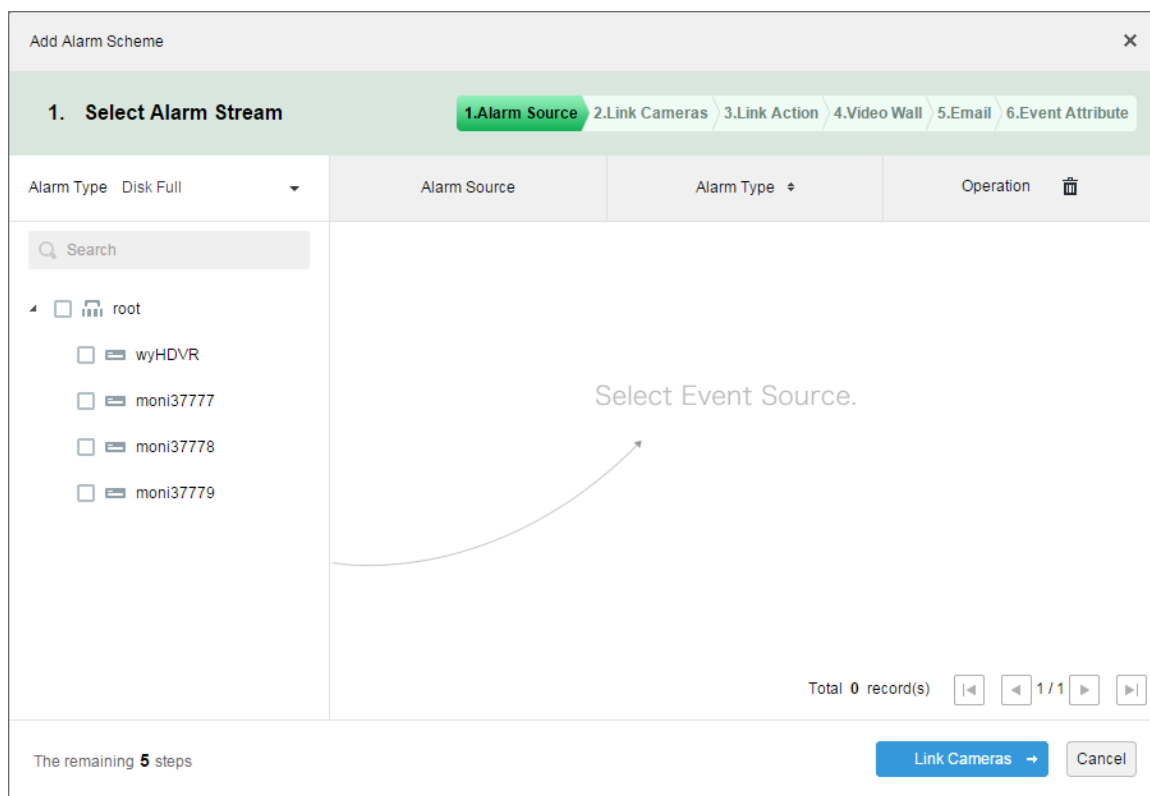 Add Alarm Scheme
1. Select Alarm Stream
1.Alarm Source 2.Link Cameras 3.Link Action 4.Video Wall 5.Email 6.Event Attribute
Alarm Type Disk Full
Alarm Source Alarm Type Operation
Search
root
wyHDVR
moni37777
moni37778
moni37779
Select Event Source.
Total 0 record(s) 1 / 1
The remaining 5 steps
Link Cameras
Cancel